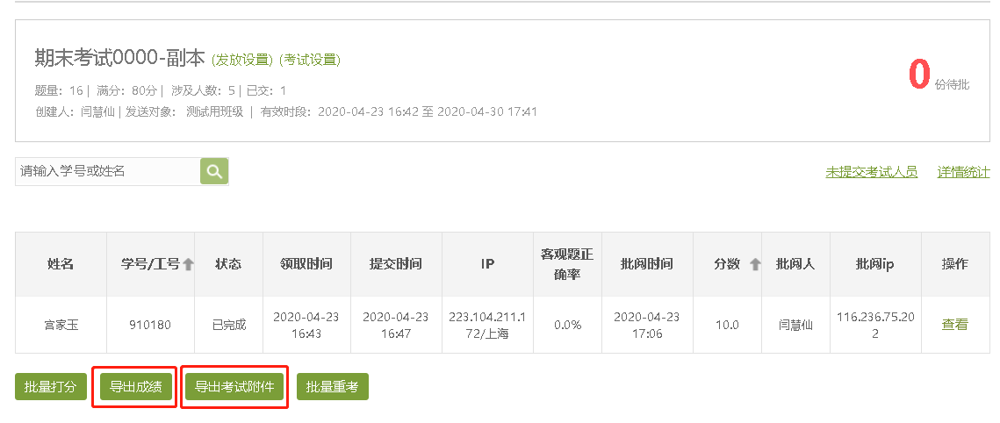 期末考试0000-副本 (发放设置) (考试设置)
题量: 16 | 满分: 80分 | 涉及人数: 5 | 已交: 1
0 份待批
创建人: 闫慧仙 | 发送对象: 测试用班级 | 有效时段: 2020-04-23 16:42 至 2020-04-30 17:41
请输入学号或姓名
未提交考试人员 详情统计
姓名 学号/工号 状态 领取时间 提交时间 IP 客观题正确率 批阅时间 分数 批阅人 批阅ip 操作
宫家玉 910180 已完成 2020-04-23 16:43 2020-04-23 16:47 223.104.211.172/上海 0.0% 2020-04-23 17:06 10.0 闫慧仙 116.236.75.202 查看
批量打分 导出成绩 导出考试附件 批量重考